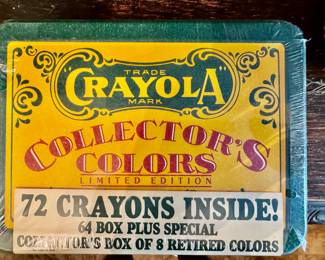 TRADE
"CRAYOLA"
MARK
COLLECTOR'S
COLORS
LIMITED EDITION
72 CRAYONS INSIDE!
64 BOX PLUS SPECIAL
COLLECTOR'S BOX OF 8 RETIRED COLORS